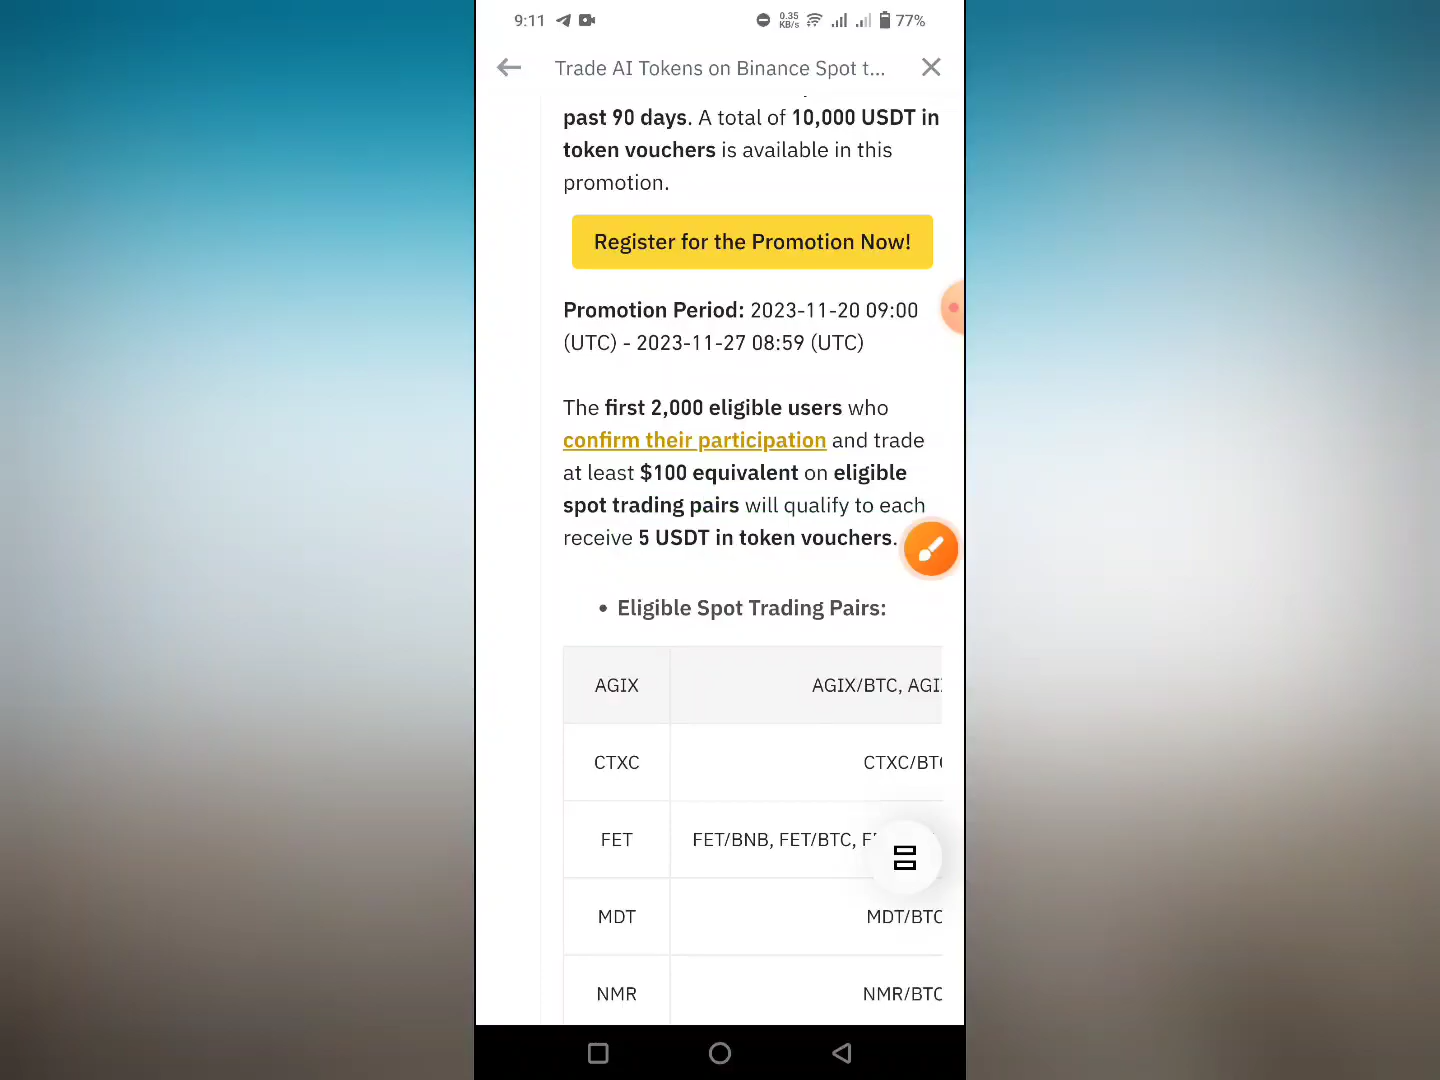 9:11 0.35 KB/s 77%
Trade AI Tokens on Binance Spot t...
past 90 days. A total of 10,000 USDT in
token vouchers is available in this
promotion.
Register for the Promotion Now!
Promotion Period: 2023-11-20 09:00
(UTC) - 2023-11-27 08:59 (UTC)
The first 2,000 eligible users who
confirm their participation and trade
at least $100 equivalent on eligible
spot trading pairs will qualify to each
receive 5 USDT in token vouchers.
• Eligible Spot Trading Pairs:
AGIX AGIX/BTC, AGI
CTXC CTXC/BT
FET FET/BNB, FET/BTC, F
MDT MDT/BTC
NMR NMR/BTC